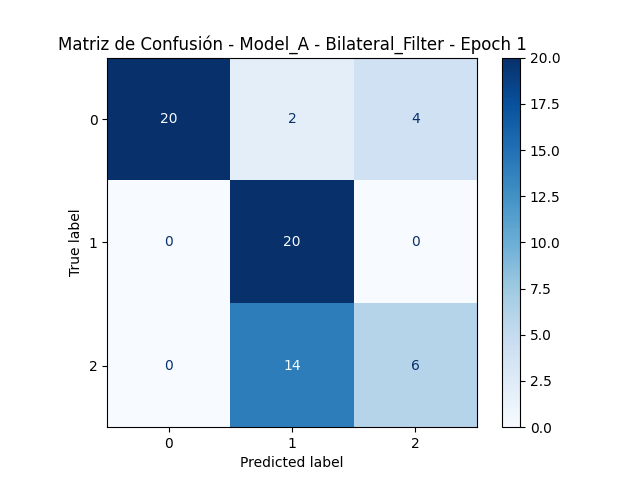 Matriz de Confusión - Model_A - Bilateral_Filter - Epoch 1
True label
0
1
2
20 2 4
0 20 0
0 14 6
0 1 2
Predicted label
20.0
17.5
15.0
12.5
10.0
7.5
5.0
2.5
0.0